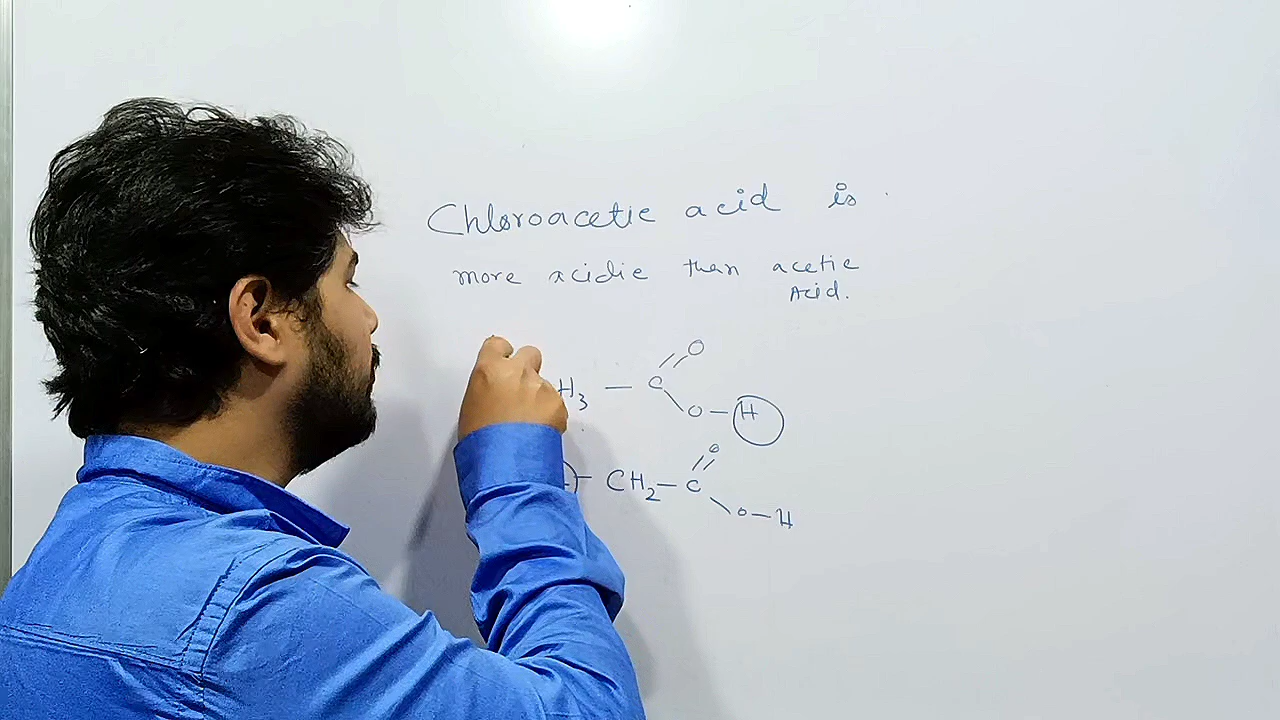 Chloroacetic acid is
more acidic than acetic
Acid.
H3 — C = O
O — H
— CH2 — C = O
O — H